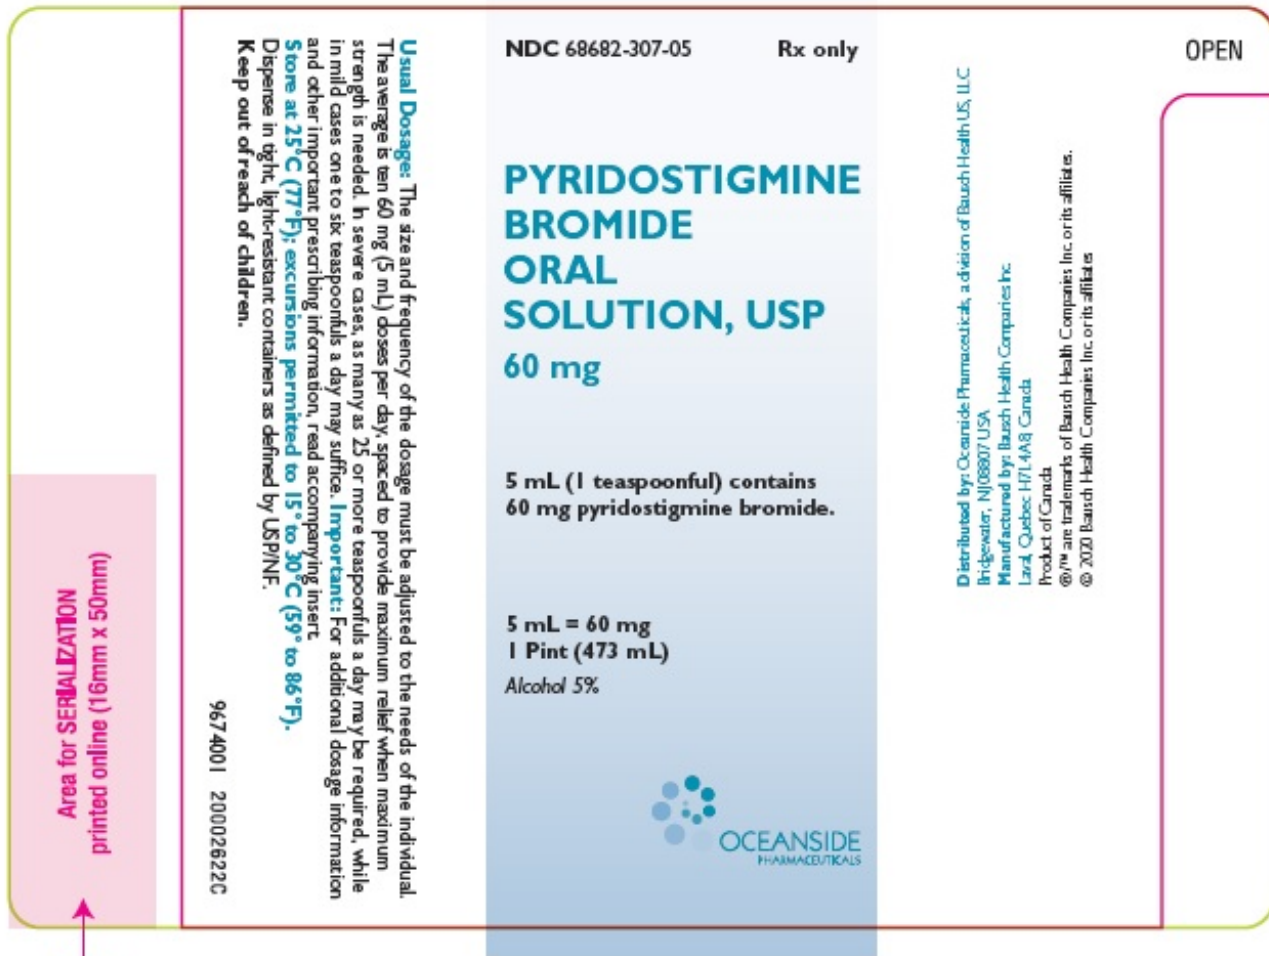 Area for SERIALIZATION
printed online (16mm x 50mm)
Usual Dosage: The size and frequency of the dosage must be adjusted to the needs of the individual.
The average is ten 60 mg (5 mL) doses per day, spaced to provide maximum relief when maximum
strength is needed. In severe cases, as many as 25 or more teaspoonfuls a day may be required, while
in mild cases one to six teaspoonfuls a day may suffice. Important: For additional dosage information
and other important prescribing information, read accompanying insert.
Store at 25°C (77°F); excursions permitted to 15° to 30°C (59° to 86°F).
Dispense in tight, light-resistant containers as defined by USP/NF.
Keep out of reach of children.
9674001 20002622C
NDC 68682-307-05 Rx only
PYRIDOSTIGMINE
BROMIDE
ORAL
SOLUTION, USP
60 mg
5 mL (1 teaspoonful) contains
60 mg pyridostigmine bromide.
5 mL = 60 mg
1 Pint (473 mL)
Alcohol 5%
OCEANSIDE
PHARMACEUTICALS
Distributed by: Oceanside Pharmaceuticals, a division of Bausch Health US, LLC
Bridgewater, NJ 08807 USA
Manufactured by: Bausch Health Companies Inc.
Laval, Quebec H7L 4A8, Canada
Product of Canada
®/™ are trademarks of Bausch Health Companies Inc. or its affiliates.
© 2020 Bausch Health Companies Inc. or its affiliates
OPEN